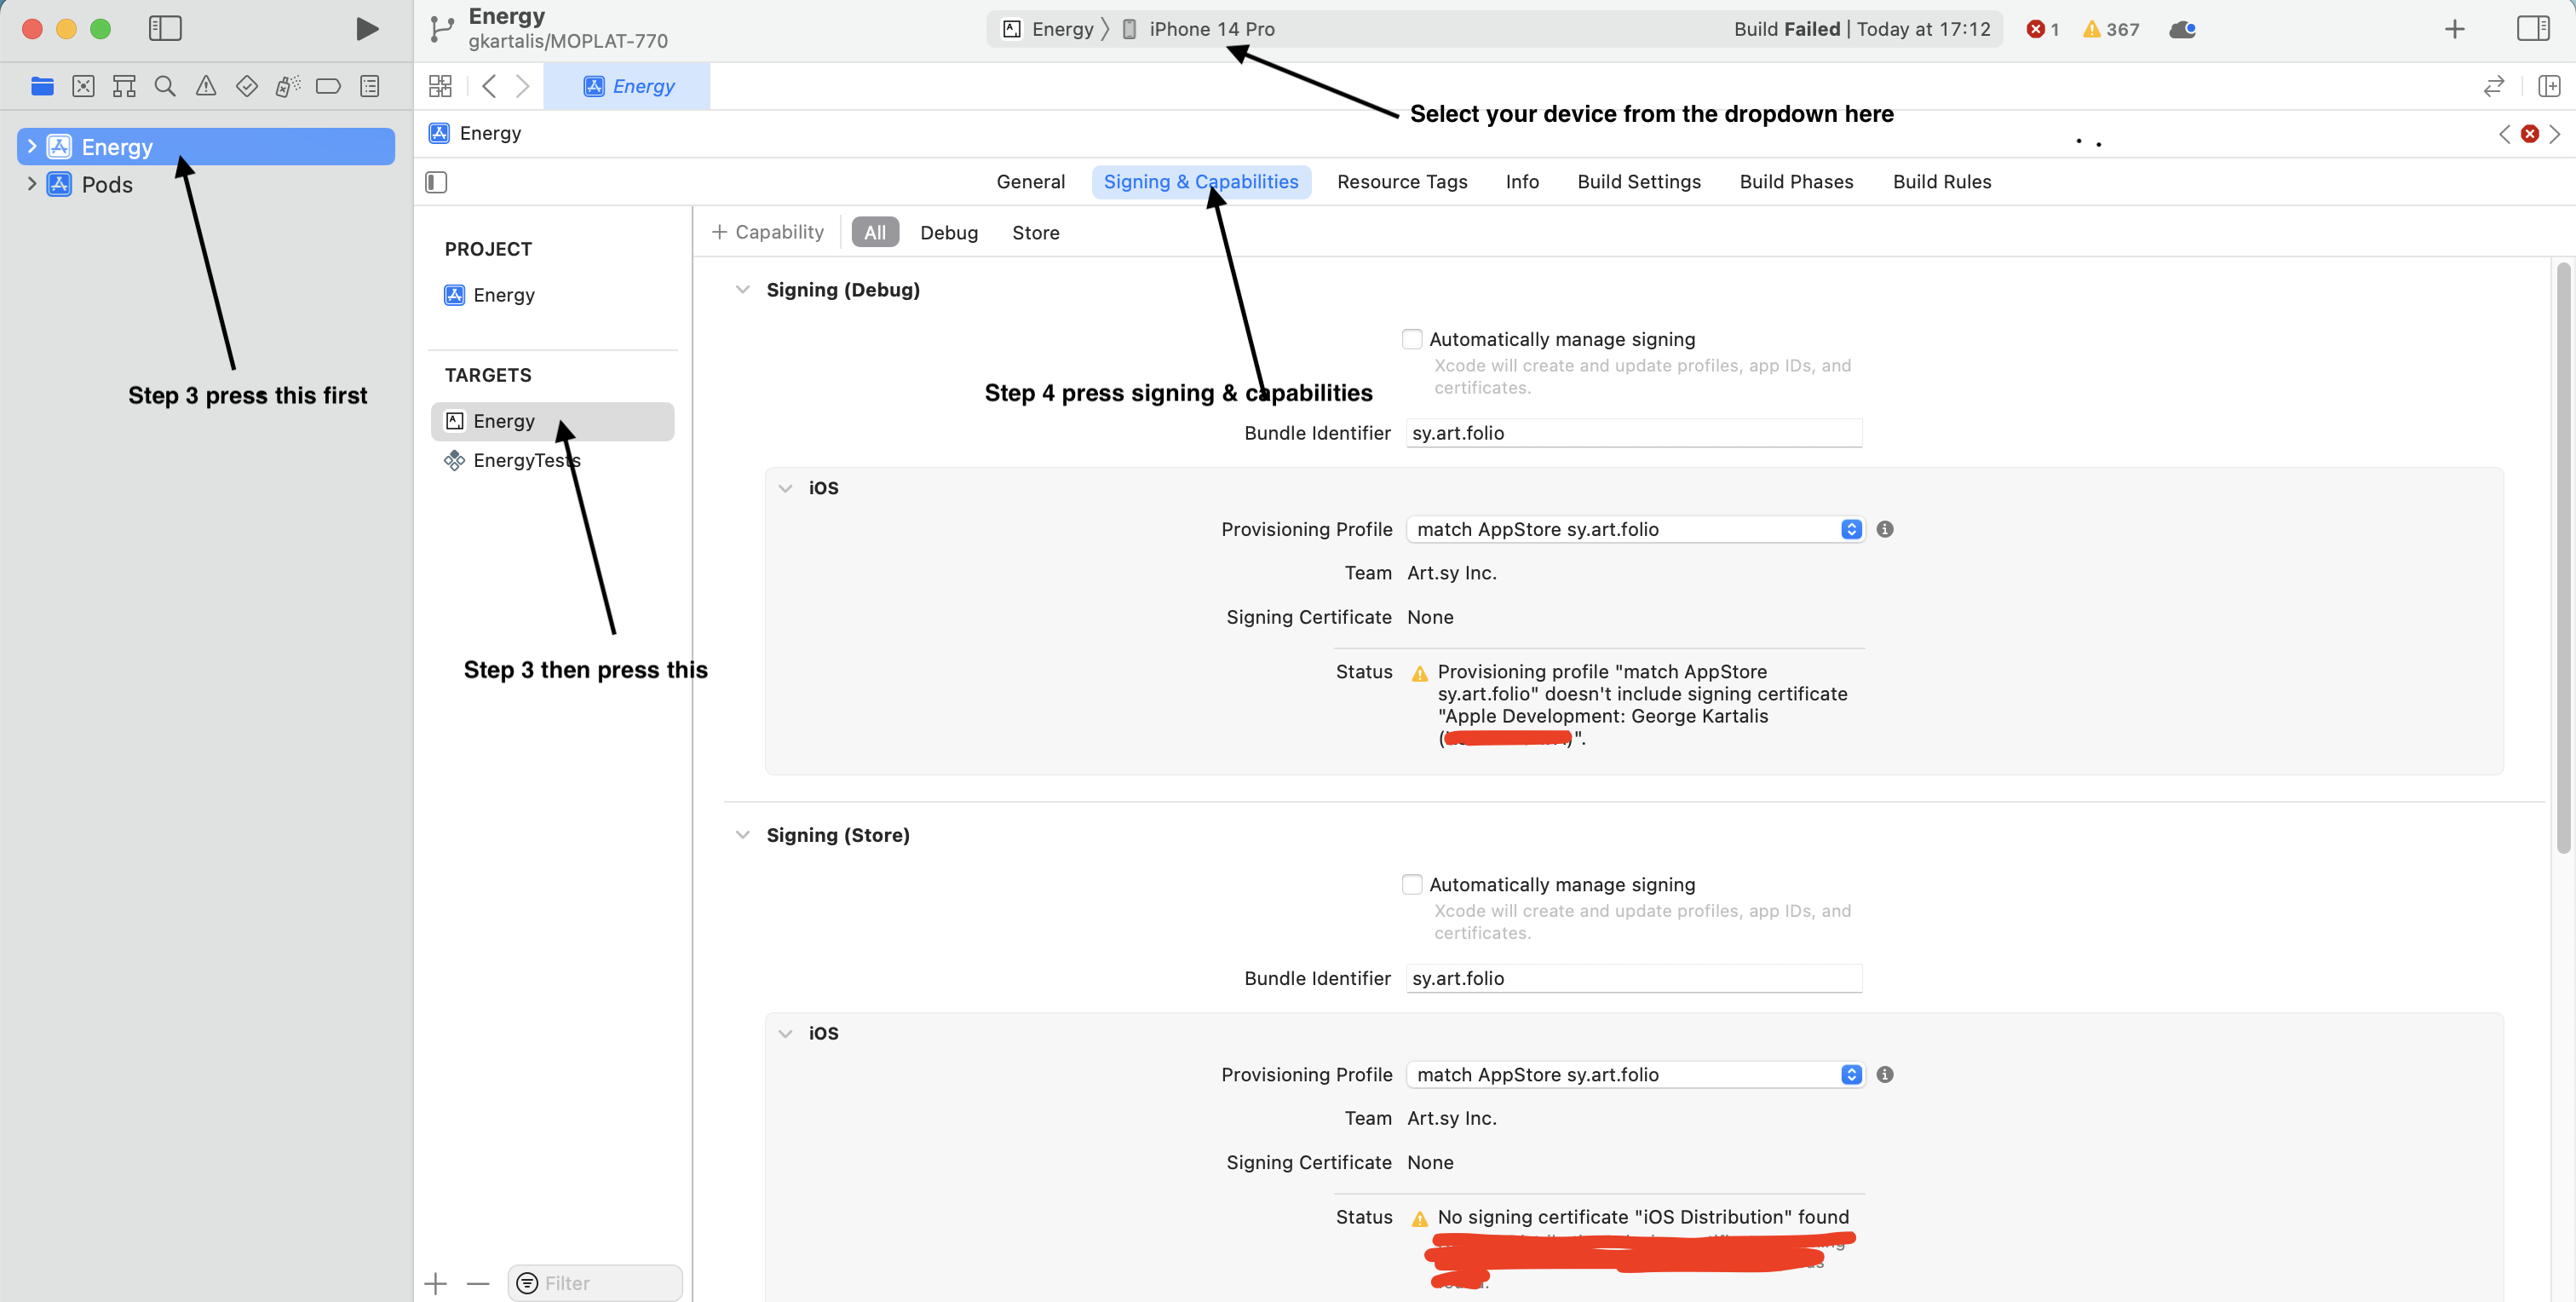 Energy
gkartalis/MOPLAT-770
Energy
iPhone 14 Pro
Build Failed | Today at 17:12
1
367
Energy
Select your device from the dropdown here
Energy
Pods
Energy
General
Signing & Capabilities
Resource Tags
Info
Build Settings
Build Phases
Build Rules
Capability
All
Debug
Store
PROJECT
Energy
TARGETS
Energy
EnergyTests
Step 3 press this first
Step 3 then press this
Step 4 press signing & capabilities
Signing (Debug)
Automatically manage signing
Xcode will create and update profiles, app IDs, and
certificates.
Bundle Identifier
sy.art.folio
iOS
Provisioning Profile
match AppStore sy.art.folio
Team
Art.sy Inc.
Signing Certificate
None
Status
Provisioning profile "match AppStore
sy.art.folio" doesn't include signing certificate
"Apple Development: George Kartalis
( )".
Signing (Store)
Automatically manage signing
Xcode will create and update profiles, app IDs, and
certificates.
Bundle Identifier
sy.art.folio
iOS
Provisioning Profile
match AppStore sy.art.folio
Team
Art.sy Inc.
Signing Certificate
None
Status
No signing certificate "iOS Distribution" found
Filter